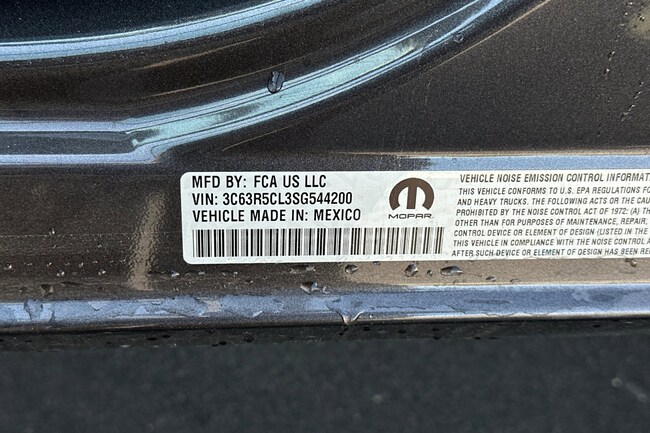 MFD BY: FCA US LLC
VIN: 3C63R5CL3SG544200
VEHICLE MADE IN: MEXICO
MOPAR
VEHICLE NOISE EMISSION CONTROL INFORMAT
THIS VEHICLE CONFORMS TO U.S. EPA REGULATIONS FO
AND HEAVY TRUCKS. THE FOLLOWING ACTS OR THE CAU
PROHIBITED BY THE NOISE CONTROL ACT OF 1972: (A) TH
OTHER THAN FOR PURPOSES OF MAINTENANCE, REPAIR,
CONTROL DEVICE OR ELEMENT OF DESIGN (LISTED IN THE
THIS VEHICLE IN COMPLIANCE WITH THE NOISE CONTROL A
AFTER SUCH DEVICE OR ELEMENT OF DESIGN HAS BEEN RE